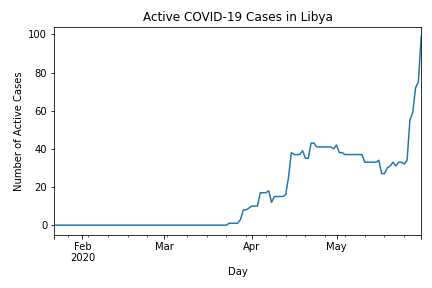 Active COVID-19 Cases in Libya
Number of Active Cases
100
80
60
40
20
0
Feb Mar Apr May
2020
Day